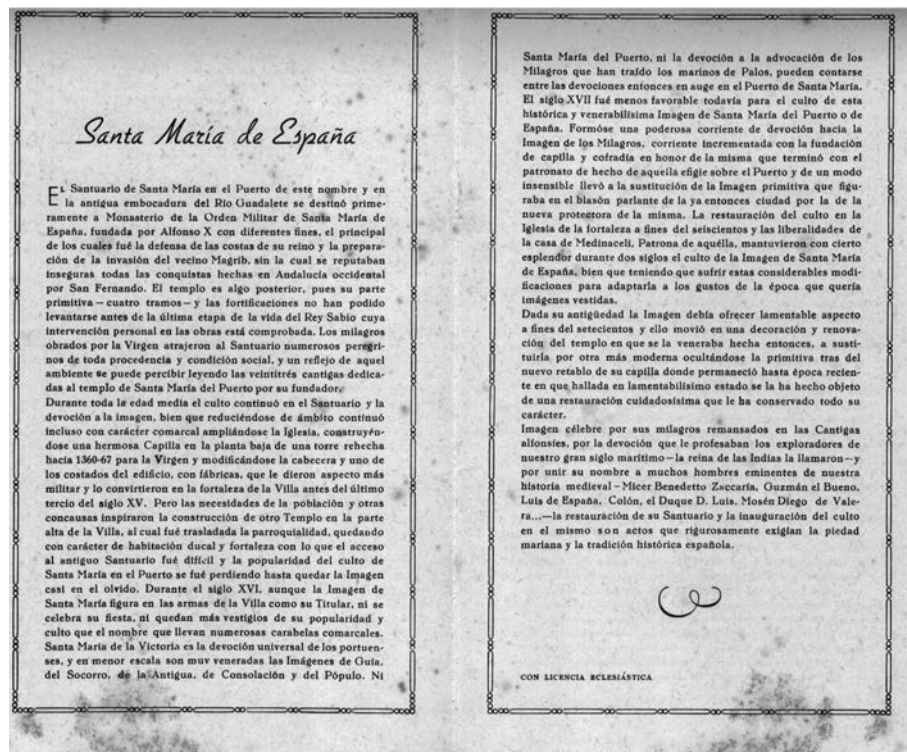 Santa María de España
EL Santuario de Santa María en el Puerto de este nombre y en
la antigua embocadura del Río Guadalete se destinó prime-
ramente a Monasterio de la Orden Militar de Santa María de
España, fundada por Alfonso X con diferentes fines, el principal
de los cuales fué la defensa de las costas de su reino y la prepara-
ción de la invasión del vecino Magrib, sin la cual se reputaban
inseguras todas las conquistas hechas en Andalucía occidental
por San Fernando. El templo es algo posterior, pues su parte
primitiva — cuatro tramos — y las fortificaciones no han podido
levantarse antes de la última etapa de la vida del Rey Sabio cuya
intervención personal en las obras está comprobada. Los milagros
obrados por la Virgen atrajeron al Santuario numerosos peregri-
nos de toda procedencia y condición social, y un reflejo de aquel
ambiente se puede percibir leyendo las veintitrés cantigas dedica-
das al templo de Santa María del Puerto por su fundador.
Durante toda la edad media el culto continuó en el Santuario y la
devoción a la imagen, bien que reduciéndose de ámbito continuó
incluso con carácter comarcal ampliándose la Iglesia, construyén-
dose una hermosa Capilla en la planta baja de una torre rehecha
hacia 1360-67 para la Virgen y modificándose la cabecera y uno de
los costados del edificio, con fábricas, que le dieron aspecto más
militar y lo convirtieron en la fortaleza de la Villa antes del último
tercio del siglo XV. Pero las necesidades de la población y otras
concausas inspiraron la construcción de otro Templo en la parte
alta de la Villa, al cual fué trasladada la parroquialidad, quedando
con carácter de habitación ducal y fortaleza con lo que el acceso
al antiguo Santuario fué difícil y la popularidad del culto de
Santa María en el Puerto se fué perdiendo hasta quedar la Imagen
casi en el olvido. Durante el siglo XVI, aunque la Imagen de
Santa María figura en las armas de la Villa como su Titular, ni se
celebra su fiesta, ni quedan más vestigios de su popularidad y
culto que el nombre que llevan numerosas carabelas comarcales.
Santa María de la Victoria es la devoción universal de los portuen-
ses, y en menor escala son muy veneradas las Imágenes de Guía,
del Socorro, de la Antigua, de Consolación y del Pópulo. Ni
Santa María del Puerto, ni la devoción a la advocación de los
Milagros que han traído los marinos de Palos, pueden contarse
entre las devociones entonces en auge en el Puerto de Santa María.
El siglo XVII fué menos favorable todavía para el culto de esta
histórica y venerabilísima Imagen de Santa María del Puerto o de
España. Formóse una poderosa corriente de devoción hacia la
Imagen de los Milagros, corriente incrementada con la fundación
de capilla y cofradía en honor de la misma que terminó con el
patronato de hecho de aquella efigie sobre el Puerto y de un modo
insensible llevó a la sustitución de la Imagen primitiva que figu-
raba en el blasón parlante de la ya entonces ciudad por la de la
nueva protectora de la misma. La restauración del culto en la
Iglesia de la fortaleza a fines del seiscientos y las liberalidades de
la casa de Medinaceli, Patrona de aquélla, mantuvieron con cierto
esplendor durante dos siglos el culto de la Imagen de Santa María
de España, bien que teniendo que sufrir estas considerables modi-
ficaciones para adaptarla a los gustos de la época que quería
imágenes vestidas.
Dada su antigüedad la Imagen debía ofrecer lamentable aspecto
a fines del setecientos y ello movió en una decoración y renova-
ción del templo en que se la veneraba hecha entonces, a susti-
tuirla por otra más moderna ocultándose la primitiva tras del
nuevo retablo de su capilla donde permaneció hasta época recien-
te en que hallada en lamentabilísimo estado se la ha hecho objeto
de una restauración cuidadosísima que le ha conservado todo su
carácter.
Imagen célebre por sus milagros remansados en las Cantigas
alfonsíes, por la devoción que le profesaban los exploradores de
nuestro gran siglo marítimo—la reina de las Indias la llamaron—y
por unir su nombre a muchos hombres eminentes de nuestra
historia medieval – Micer Benedetto Zaccaría, Guzmán el Bueno,
Luis de España, Colón, el Duque D. Luis, Mosén Diego de Vale-
ra...—la restauración de su Santuario y la inauguración del culto
en el mismo son actos que rigurosamente exigían la piedad
mariana y la tradición histórica española.
CON LICENCIA ECLESIÁSTICA